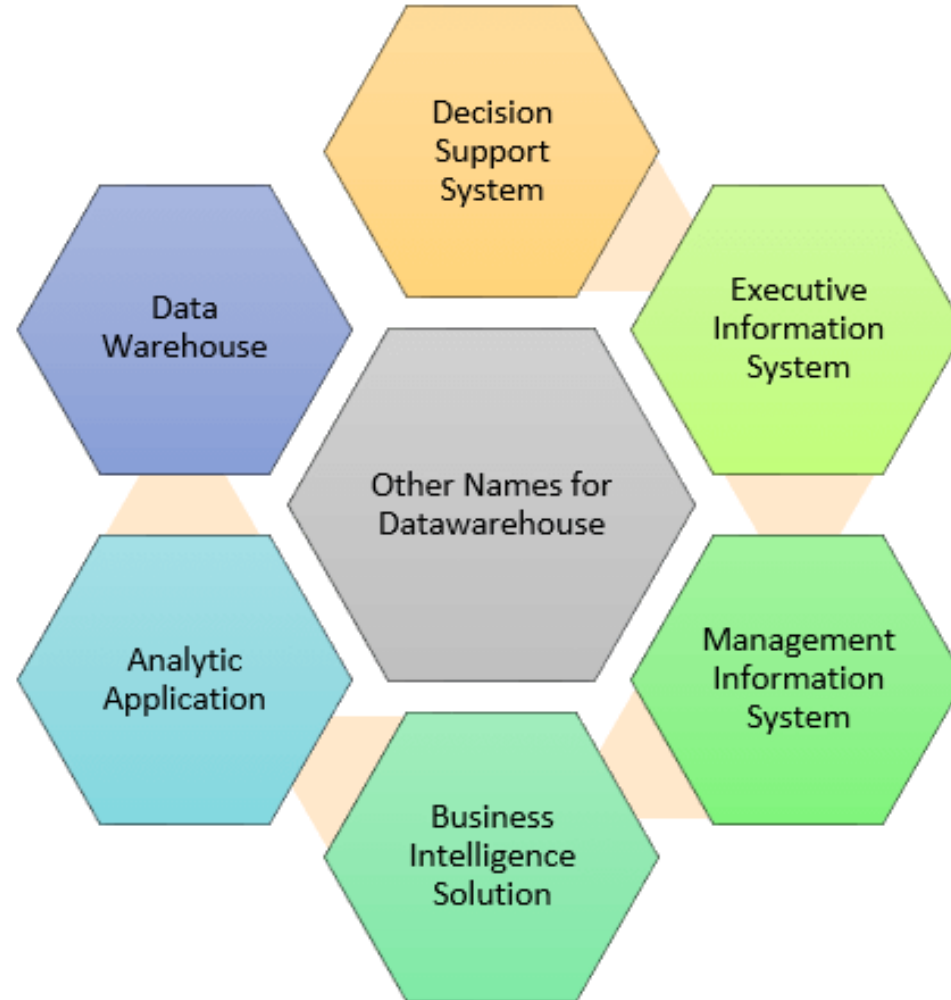 Decision
Support
System
Executive
Information
System
Management
Information
System
Business
Intelligence
Solution
Analytic
Application
Data
Warehouse
Other Names for
Datawarehouse